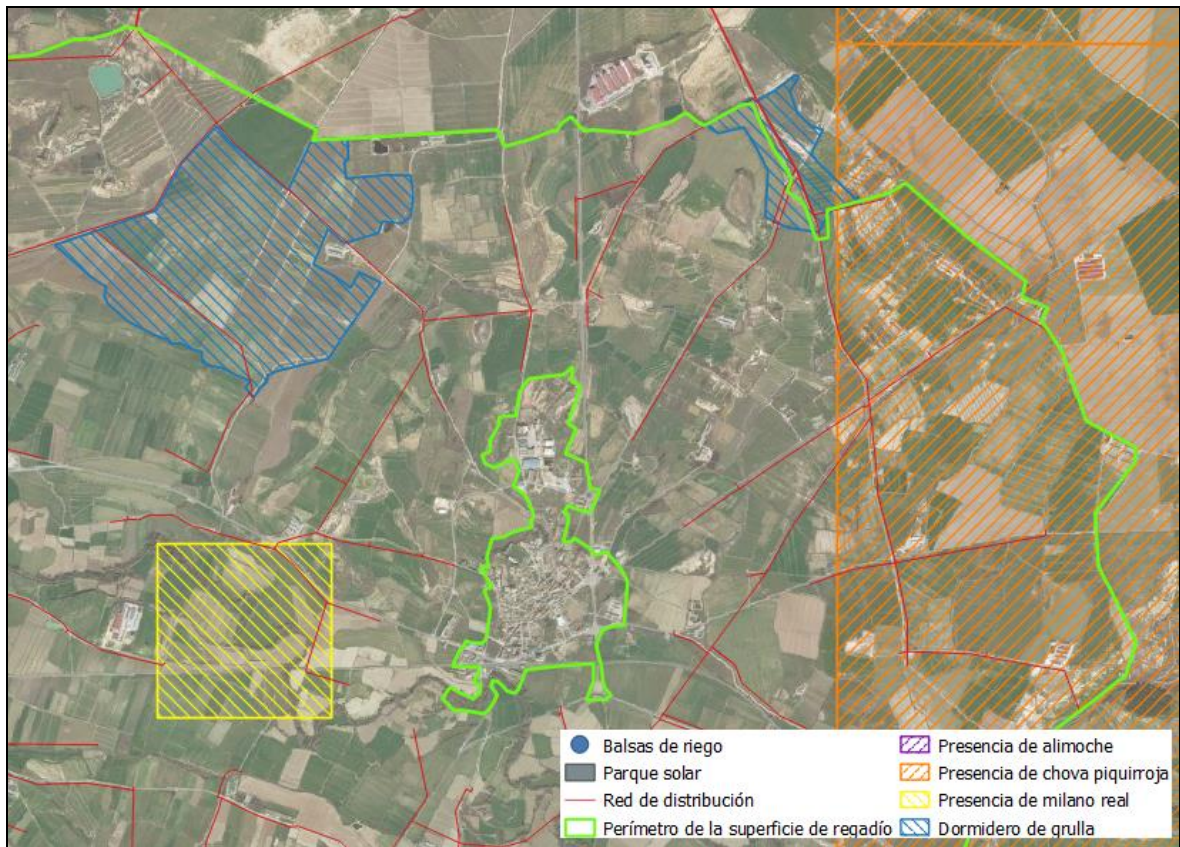 Balsas de riego
Parque solar
Red de distribución
Perímetro de la superficie de regadío
Presencia de alimoche
Presencia de chova piquirroja
Presencia de milano real
Dormidero de grulla